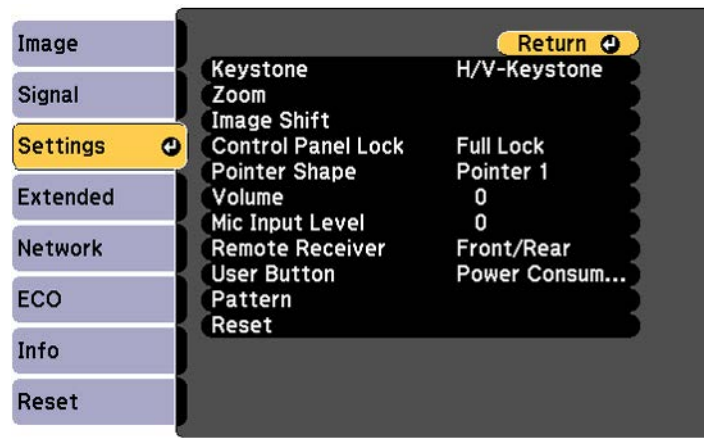 Image
Signal
Settings
Extended
Network
ECO
Info
Reset
Return
Keystone H/V-Keystone
Zoom
Image Shift
Control Panel Lock Full Lock
Pointer Shape Pointer 1
Volume 0
Mic Input Level 0
Remote Receiver Front/Rear
User Button Power Consum...
Pattern
Reset